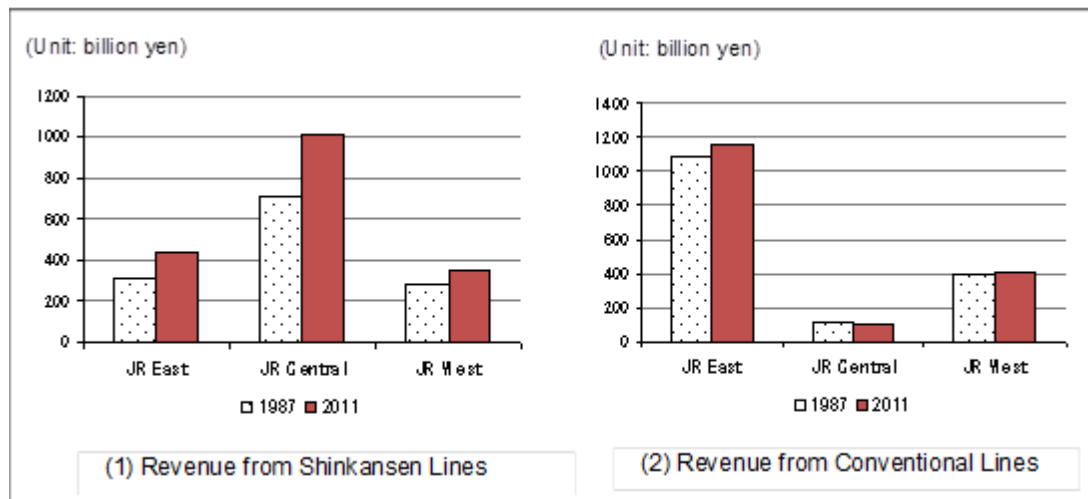 (Unit: billion yen)
1200
1000
800
600
400
200
0
JR East JR Central JR West
1987 2011
(1) Revenue from Shinkansen Lines
(Unit: billion yen)
1400
1200
1000
800
600
400
200
0
JR East JR Central JR West
1987 2011
(2) Revenue from Conventional Lines